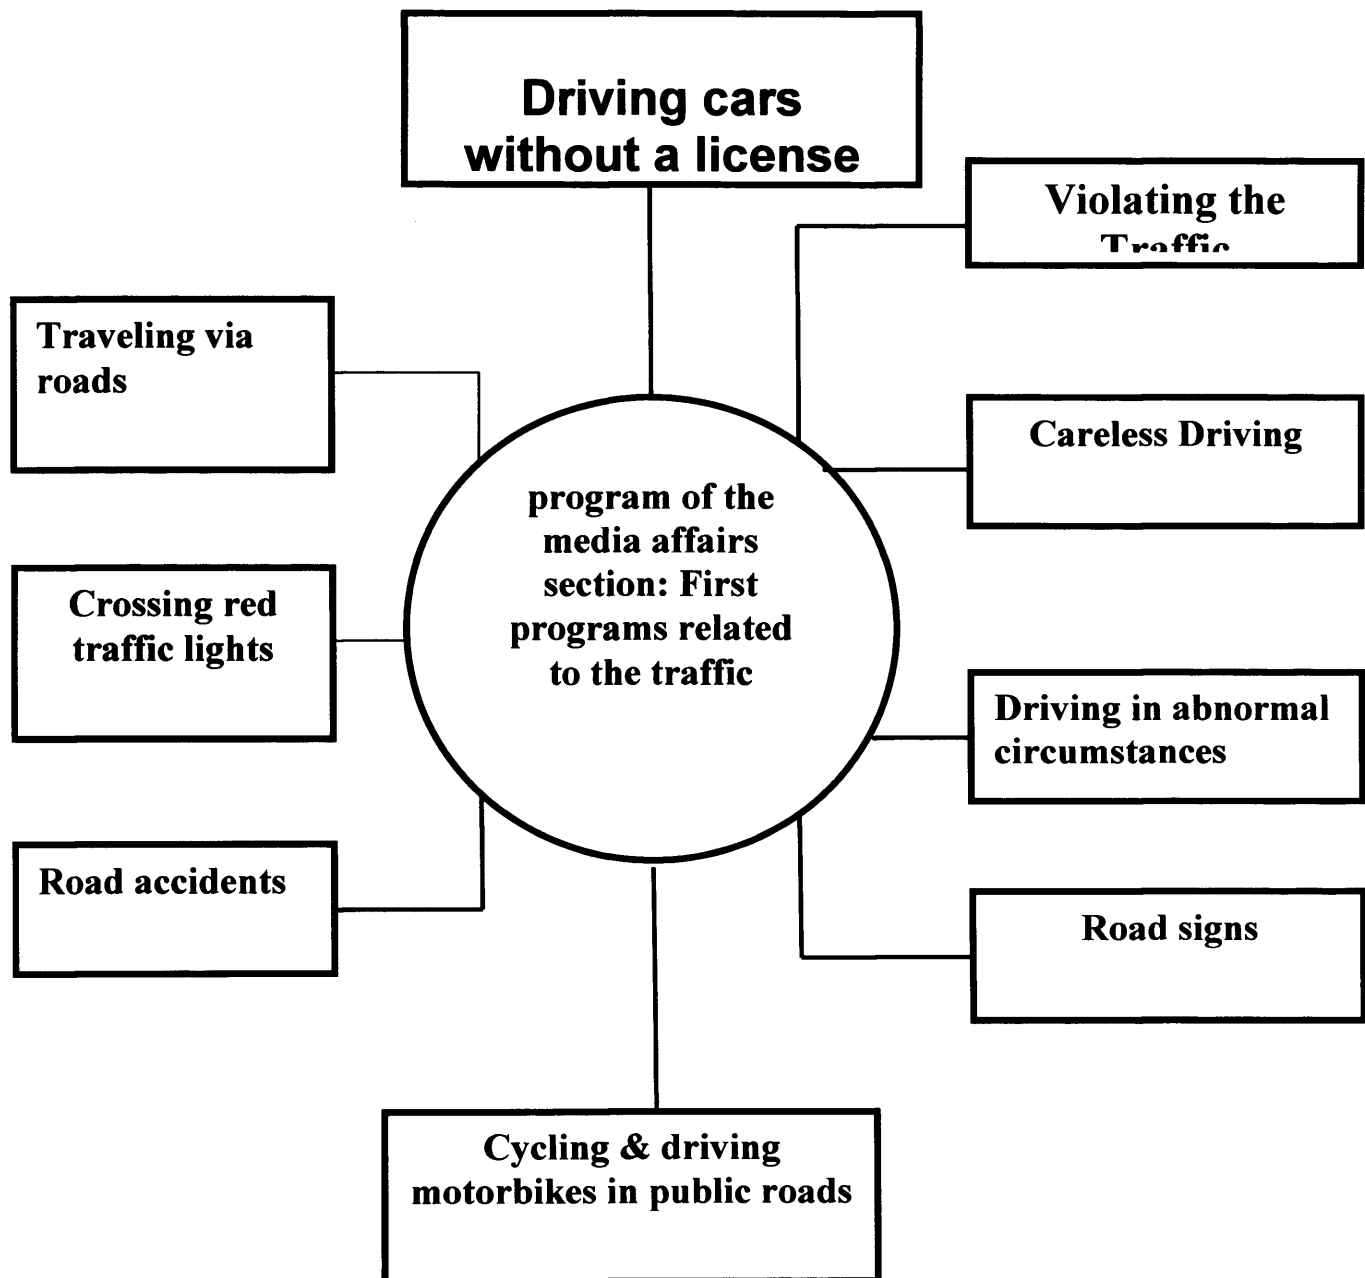 Driving cars
without a license
Violating the
Traffic
Traveling via
roads
Careless Driving
program of the
media affairs
section: First
programs related
to the traffic
Crossing red
traffic lights
Driving in abnormal
circumstances
Road accidents
Road signs
Cycling & driving
motorbikes in public roads